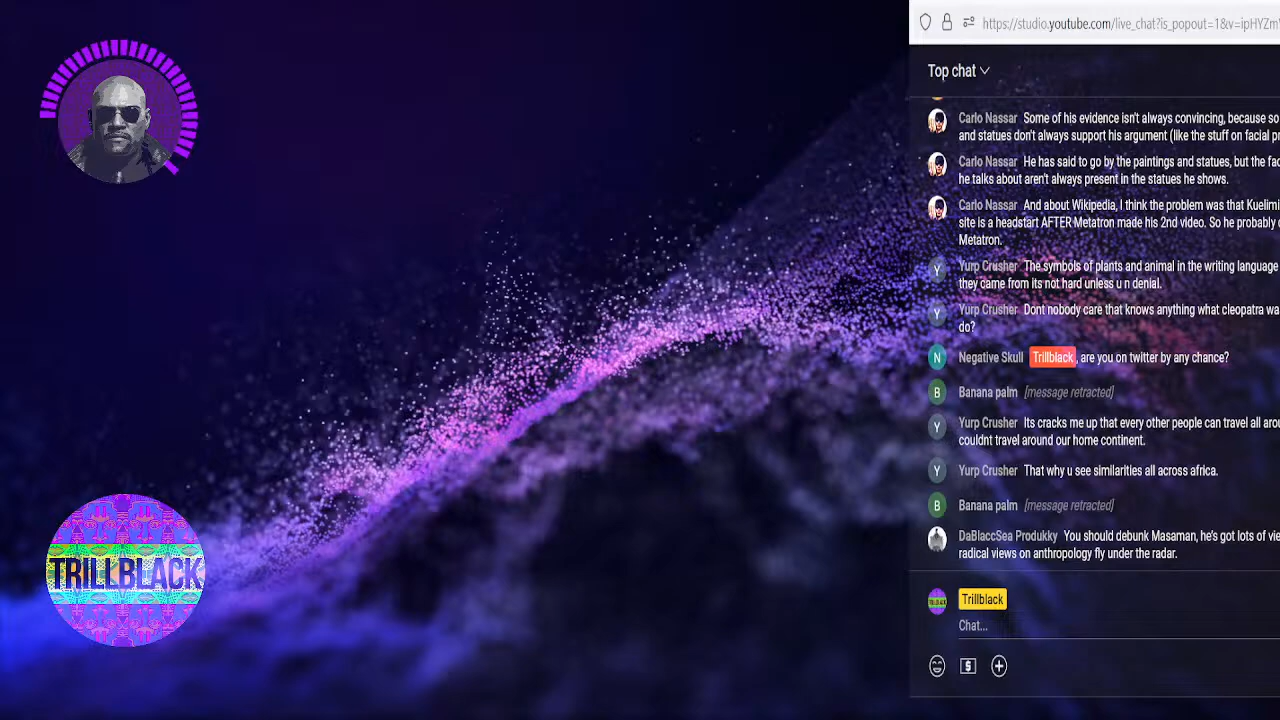 https://studio.youtube.com/live_chat?is_popout=1&v=ipHYZm
Top chat
Carlo Nassar Some of his evidence isn't always convincing, because so
and statues don't always support his argument (like the stuff on facial
Carlo Nassar He has said to go by the paintings and statues, but the
he talks about aren't always present in the statues he shows.
Carlo Nassar And about Wikipedia, I think the problem was that
site is a headstart AFTER Metatron made his 2nd video. So he probably
Metatron.
Y Yurp Crusher The symbols of plants and animal in the writing language
they came from its not hard unless u n denial.
Y Yurp Crusher Dont nobody care that knows anything what cleopatra
do?
N Negative Skull Trillblack, are you on twitter by any chance?
B Banana palm [message retracted]
Y Yurp Crusher Its cracks me up that every other people can travel all
couldnt travel around our home continent.
Y Yurp Crusher That why u see similarities all across africa.
B Banana palm [message retracted]
DaBlaccSea Produkky You should debunk Masaman, he's got lots of
radical views on anthropology fly under the radar.
TRILLBLACK
Trillblack
Chat...